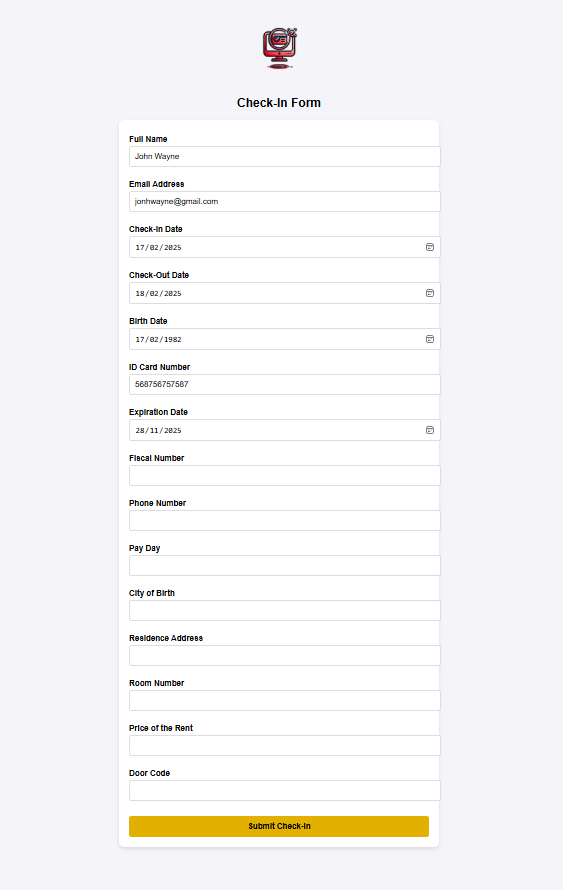 Check-In Form
Full Name
John Wayne
Email Address
jonhwayne@gmail.com
Check-In Date
17/02/2025
Check-Out Date
18/02/2025
Birth Date
17/02/1982
ID Card Number
568756757587
Expiration Date
28/11/2025
Fiscal Number
Phone Number
Pay Day
City of Birth
Residence Address
Room Number
Price of the Rent
Door Code
Submit Check-in